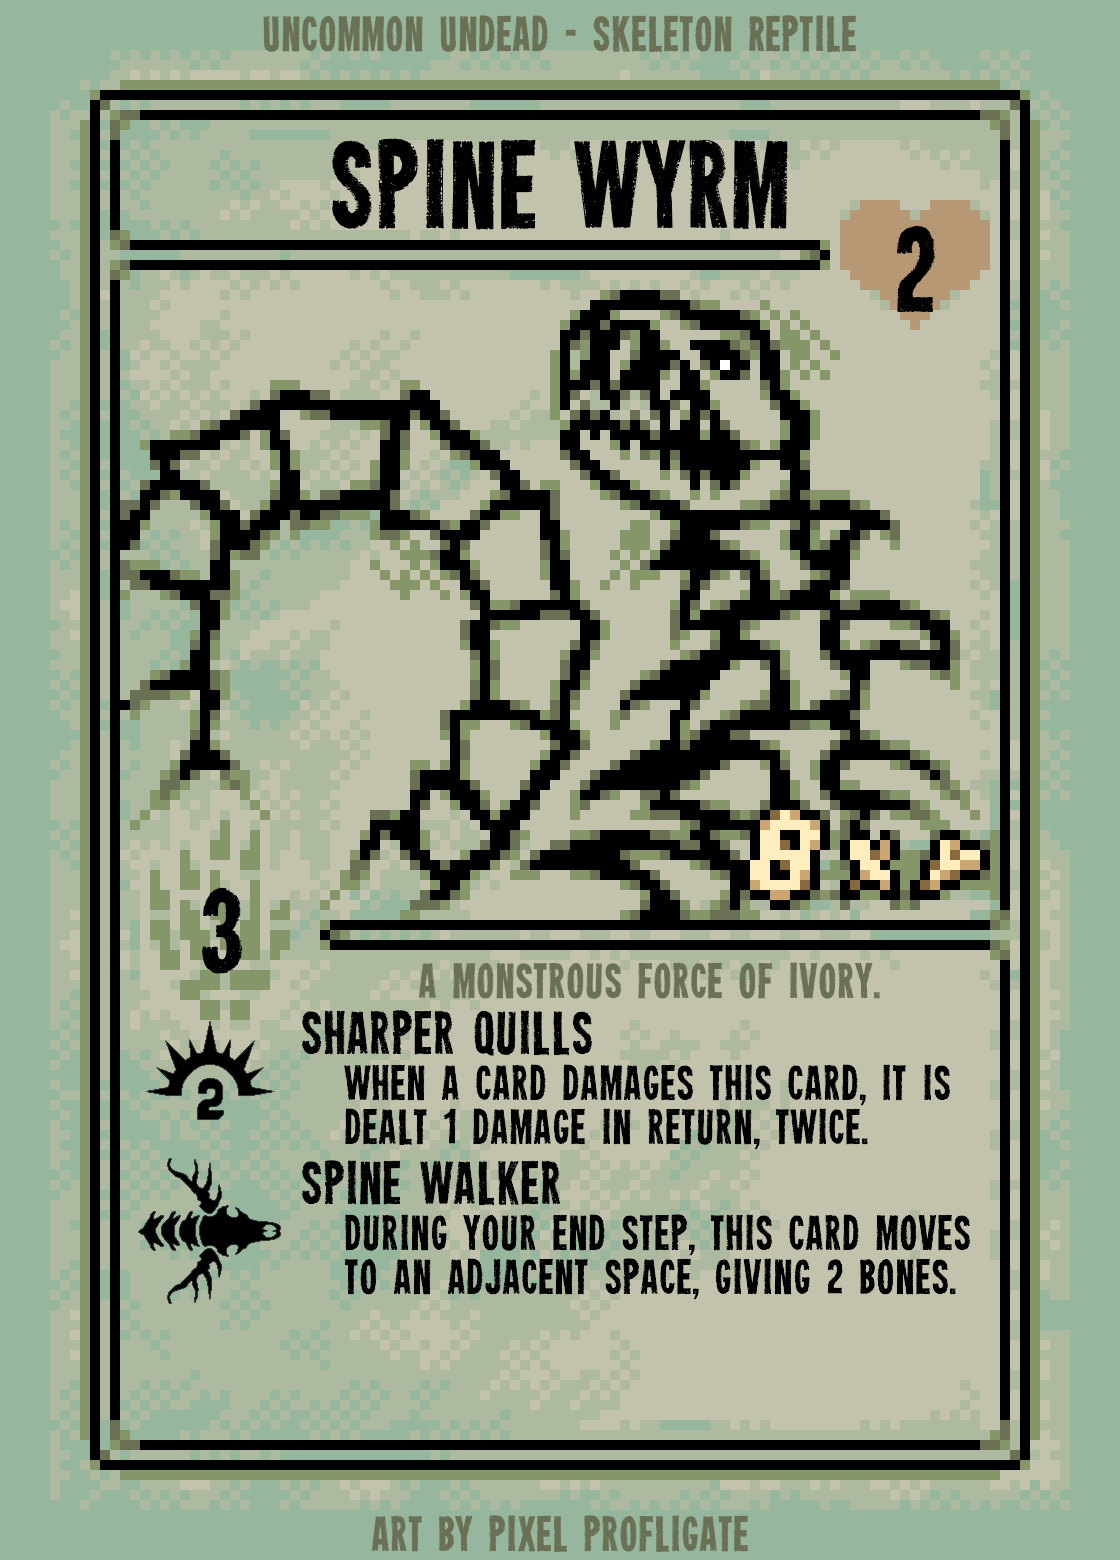 UNCOMMON UNDEAD - SKELETON REPTILE
SPINE WYRM
2
8 X
3
A MONSTROUS FORCE OF IVORY.
SHARPER QUILLS
2
WHEN A CARD DAMAGES THIS CARD, IT IS
DEALT 1 DAMAGE IN RETURN, TWICE.
SPINE WALKER
DURING YOUR END STEP, THIS CARD MOVES
TO AN ADJACENT SPACE, GIVING 2 BONES.
ART BY PIXEL PROFLIGATE